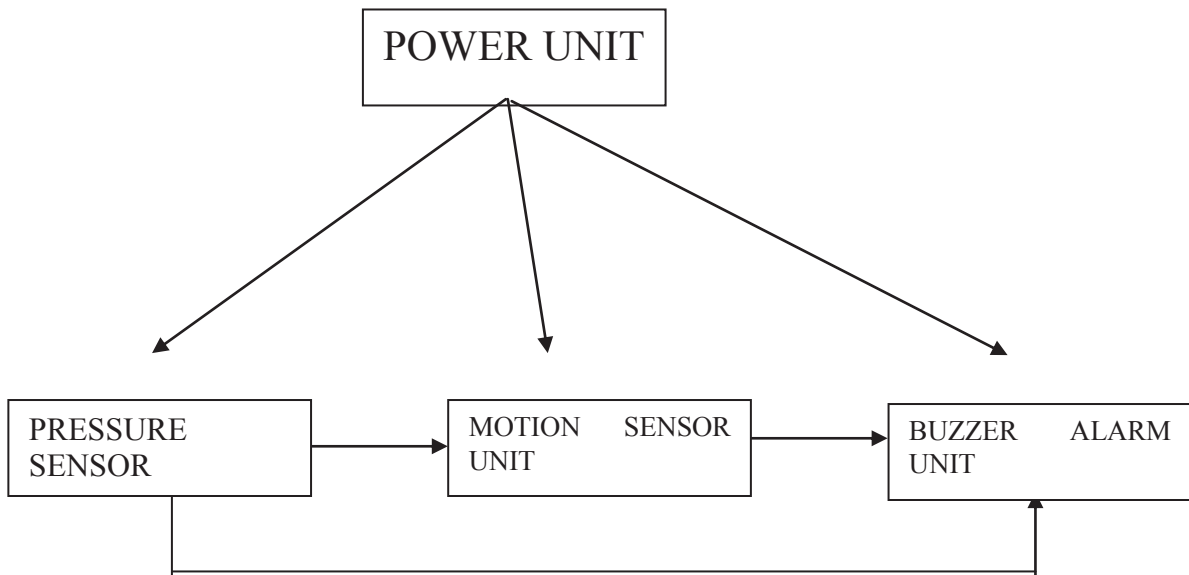 POWER UNIT
PRESSURE
SENSOR
MOTION SENSOR
UNIT
BUZZER ALARM
UNIT